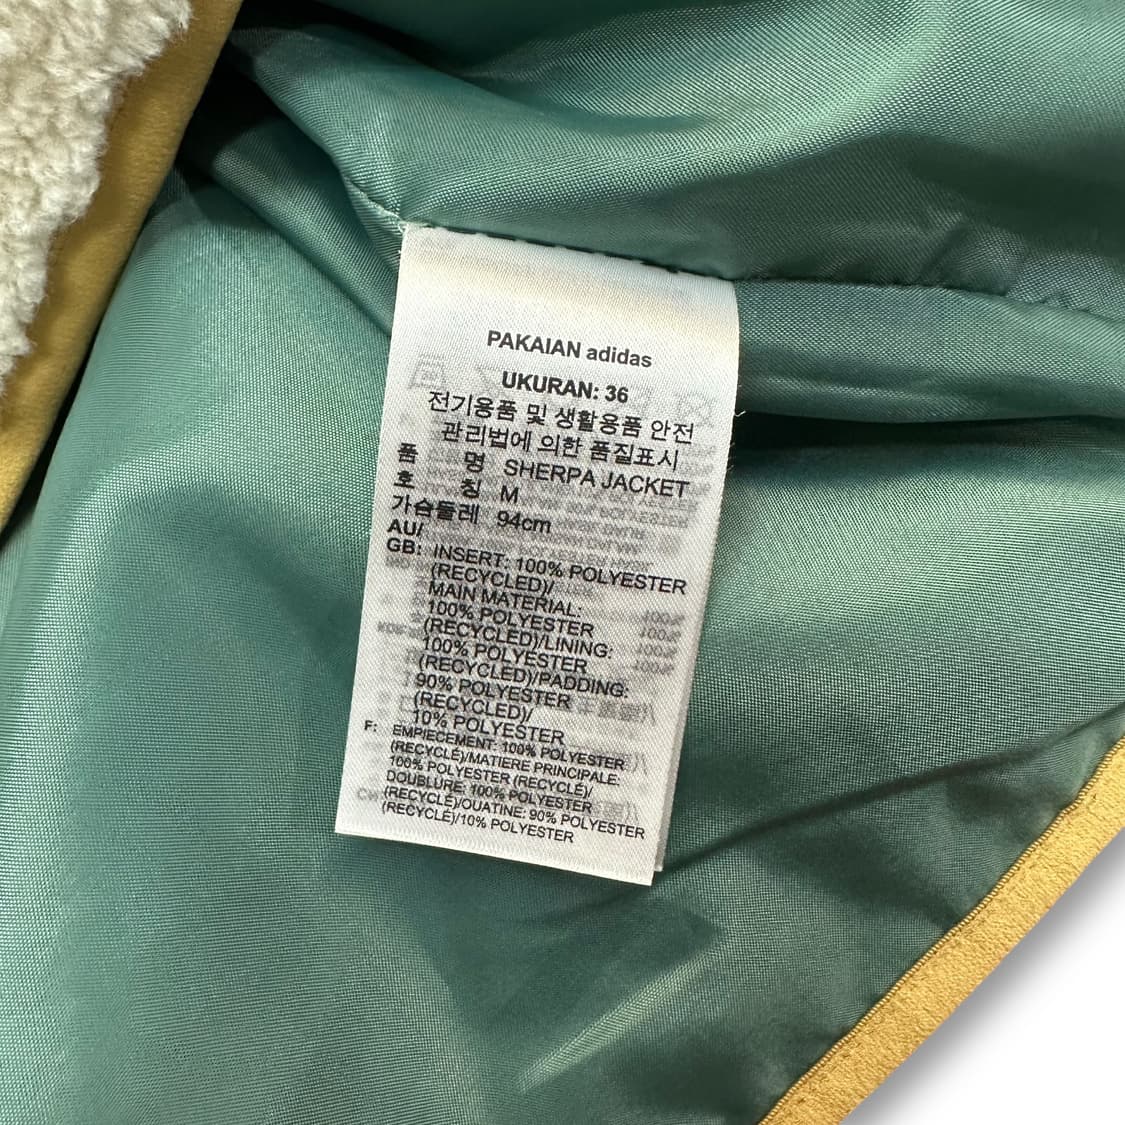 PAKAIAN adidas
UKURAN: 36
전기용품 및 생활용품 안전
관리법에 의한 품질표시
품 명 SHERPA JACKET
호 칭 M
가슴둘레 94cm
AU/
GB: INSERT: 100% POLYESTER
(RECYCLED)/
MAIN MATERIAL:
100% POLYESTER
(RECYCLED)/LINING:
100% POLYESTER
(RECYCLED)/PADDING:
90% POLYESTER
(RECYCLED)/
10% POLYESTER
F: EMPIECEMENT: 100% POLYESTER
(RECYCLÉ)/MATIERE PRINCIPALE:
100% POLYESTER (RECYCLÉ)/
DOUBLURE: 100% POLYESTER
(RECYCLÉ)/OUATINE: 90% POLYESTER
(RECYCLÉ)/10% POLYESTER